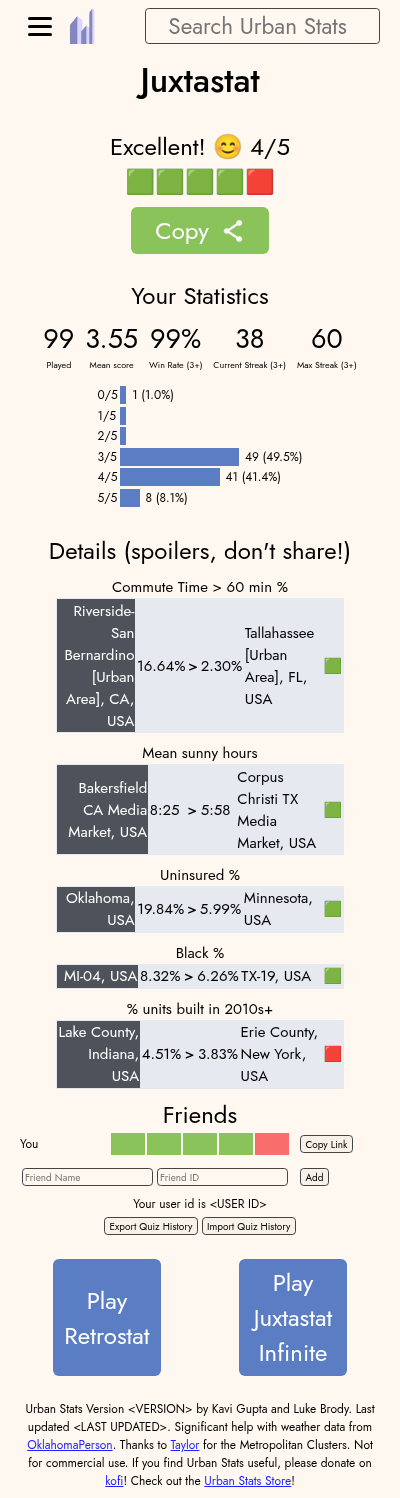 Search Urban Stats
Juxtastat
Excellent! 😊 4/5
🟩🟩🟩🟩🟥
Copy
Your Statistics
99 3.55 99% 38 60
Played Mean score Win Rate (3+) Current Streak (3+) Max Streak (3+)
0/5 1 (1.0%)
1/5
2/5
3/5 49 (49.5%)
4/5 41 (41.4%)
5/5 8 (8.1%)
Details (spoilers, don't share!)
Commute Time > 60 min %
Riverside-
San
Bernardino
[Urban
Area], CA,
USA
16.64% > 2.30%
Tallahassee
[Urban
Area], FL,
USA
🟩
Mean sunny hours
Bakersfield
CA Media
Market, USA
8:25 > 5:58
Corpus
Christi TX
Media
Market, USA
🟩
Uninsured %
Oklahoma,
USA
19.84% > 5.99%
Minnesota,
USA
🟩
Black %
MI-04, USA 8.32% > 6.26% TX-19, USA 🟩
% units built in 2010s+
Lake County,
Indiana,
USA
4.51% > 3.83%
Erie County,
New York,
USA
🟥
Friends
You Copy Link
Friend Name Friend ID Add
Your user id is <USER ID>
Export Quiz History Import Quiz History
Play
Retrostat
Play
Juxtastat
Infinite
Urban Stats Version <VERSION> by Kavi Gupta and Luke Brody. Last
updated <LAST UPDATED>. Significant help with weather data from
OklahomaPerson. Thanks to Taylor for the Metropolitan Clusters. Not
for commercial use. If you find Urban Stats useful, please donate on
kofi! Check out the Urban Stats Store!